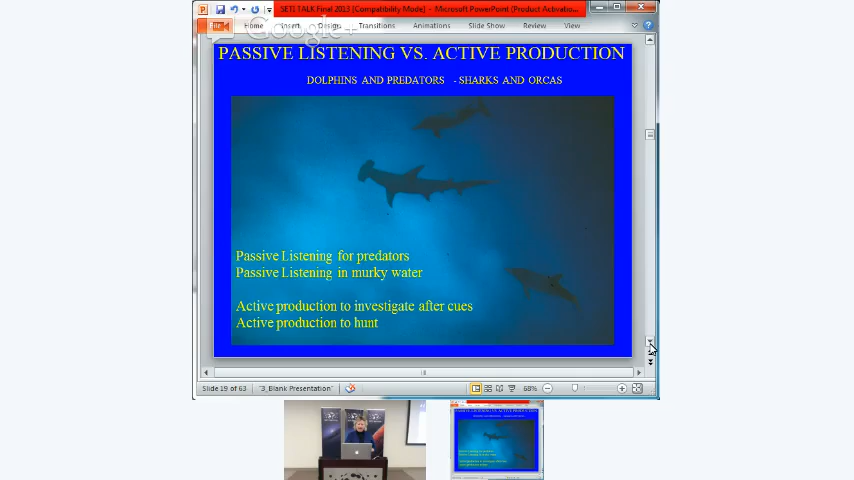 SETI TALK Final 2013 [Compatibility Mode] - Microsoft PowerPoint (Product Activatio...
Google+
File Home Insert Design Transitions Animations Slide Show Review View
PASSIVE LISTENING VS. ACTIVE PRODUCTION
DOLPHINS AND PREDATORS - SHARKS AND ORCAS
Passive Listening for predators
Passive Listening in murky water
Active production to investigate after cues
Active production to hunt
Slide 19 of 63 "3_Blank Presentation" 68%